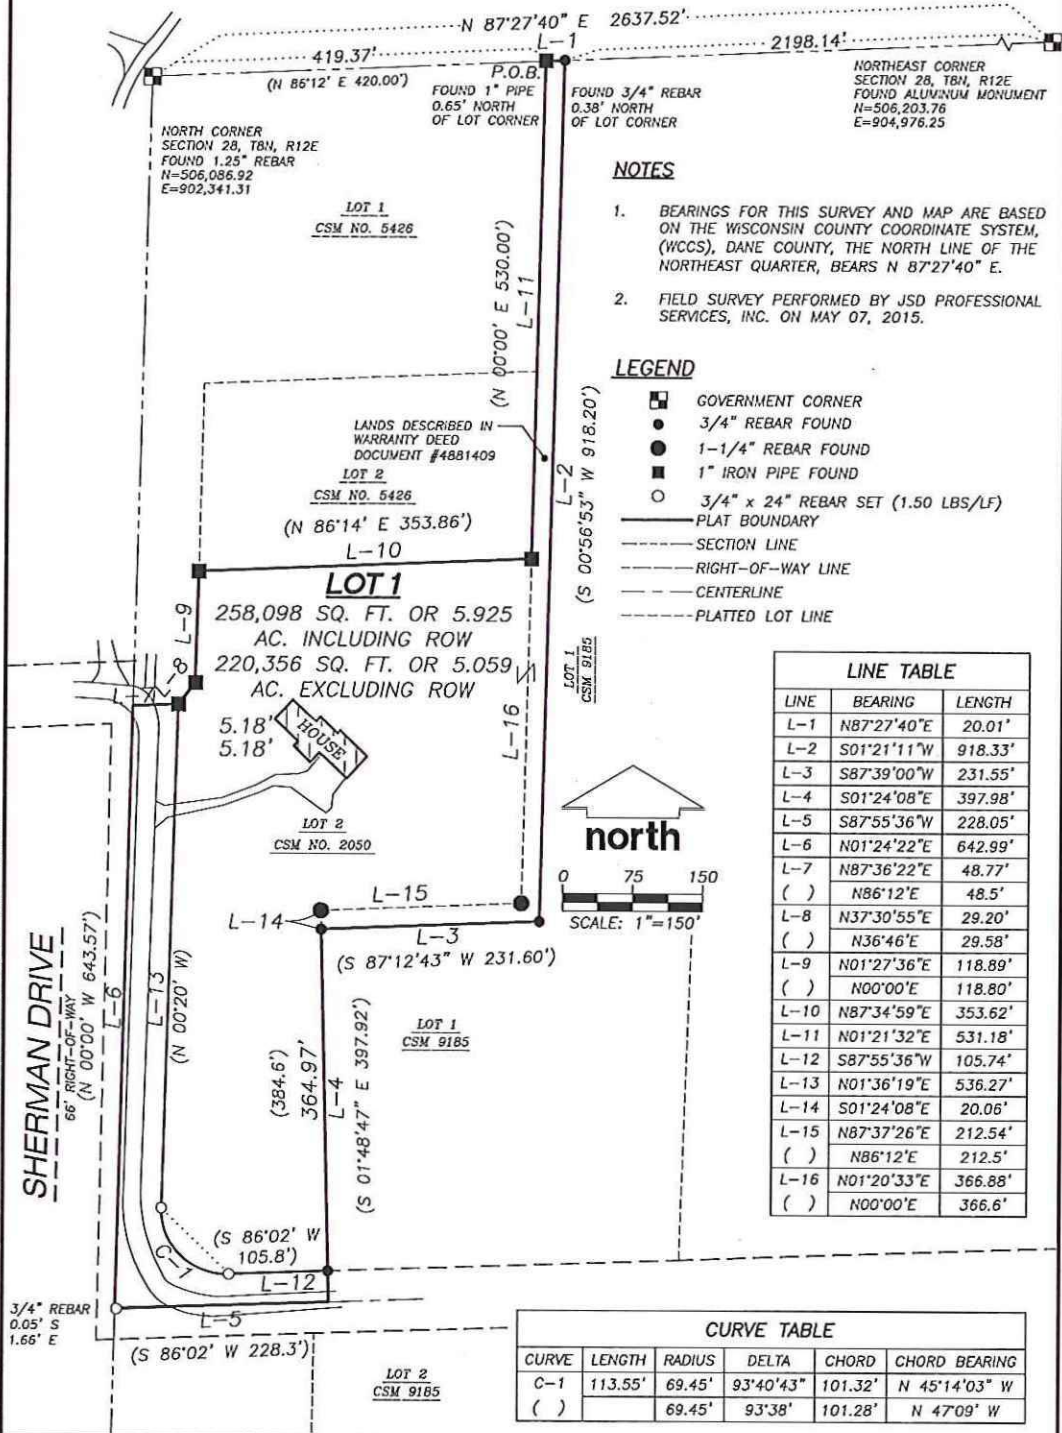 N 87°27'40" E 2637.52'
419.37'
L-1
2198.14'
(N 86°12' E 420.00')
P.O.B.
FOUND 1" PIPE
0.65' NORTH
OF LOT CORNER
FOUND 3/4" REBAR
0.38' NORTH
OF LOT CORNER
NORTHEAST CORNER
SECTION 28, T8N, R12E
FOUND ALUMINUM MONUMENT
N=506,203.76
E=904,976.25
NORTH CORNER
SECTION 28, T8N, R12E
FOUND 1.25" REBAR
N=506,086.92
E=902,341.31
LOT 1
CSM NO. 5426
NOTES
1. BEARINGS FOR THIS SURVEY AND MAP ARE BASED
ON THE WISCONSIN COUNTY COORDINATE SYSTEM,
(WCCS), DANE COUNTY, THE NORTH LINE OF THE
NORTHEAST QUARTER, BEARS N 87°27'40" E.
2. FIELD SURVEY PERFORMED BY JSD PROFESSIONAL
SERVICES, INC. ON MAY 07, 2015.
(N 00°00' E 530.00')
L-11
LEGEND
GOVERNMENT CORNER
3/4" REBAR FOUND
1-1/4" REBAR FOUND
1" IRON PIPE FOUND
3/4" x 24" REBAR SET (1.50 LBS/LF)
PLAT BOUNDARY
SECTION LINE
RIGHT-OF-WAY LINE
CENTERLINE
PLATTED LOT LINE
LANDS DESCRIBED IN
WARRANTY DEED
DOCUMENT #4881409
LOT 2
CSM NO. 5426
(N 86°14' E 353.86')
L-10
L-2
(S 00°56'53" W 918.20')
LOT 1
258,098 SQ. FT. OR 5.925
AC. INCLUDING ROW
220,356 SQ. FT. OR 5.059
AC. EXCLUDING ROW
L-9
L-8
L-
5.18'
5.18'
HOUSE
L-16
LOT 1
CSM 9185
LOT 2
CSM NO. 2050
north
0 75 150
SCALE: 1"=150'
L-15
L-14
L-3
(S 87°12'43" W 231.60')
LINE TABLE
LINE BEARING LENGTH
L-1 N87°27'40"E 20.01'
L-2 S01°21'11"W 918.33'
L-3 S87°39'00"W 231.55'
L-4 S01°24'08"E 397.98'
L-5 S87°55'36"W 228.05'
L-6 N01°24'22"E 642.99'
L-7 N87°36'22"E 48.77'
( ) N86°12'E 48.5'
L-8 N37°30'55"E 29.20'
( ) N36°46'E 29.58'
L-9 N01°27'36"E 118.89'
( ) N00°00'E 118.80'
L-10 N87°34'59"E 353.62'
L-11 N01°21'32"E 531.18'
L-12 S87°55'36"W 105.74'
L-13 N01°36'19"E 536.27'
L-14 S01°24'08"E 20.06'
L-15 N87°37'26"E 212.54'
( ) N86°12'E 212.5'
L-16 N01°20'33"E 366.88'
( ) N00°00'E 366.6'
SHERMAN DRIVE
66' RIGHT-OF-WAY
(N 00°00' W 643.57')
L-6
L-13
(N 00°20' W)
(384.6')
364.97'
L-4
(S 01°48'47" E 397.92')
LOT 1
CSM 9185
C-1
(S 86°02' W
105.8')
L-12
3/4" REBAR
0.05' S
1.66' E
L-5
(S 86°02' W 228.3')
LOT 2
CSM 9185
CURVE TABLE
CURVE LENGTH RADIUS DELTA CHORD CHORD BEARING
C-1 113.55' 69.45' 93°40'43" 101.32' N 45°14'03" W
( ) 69.45' 93°38' 101.28' N 47°09' W